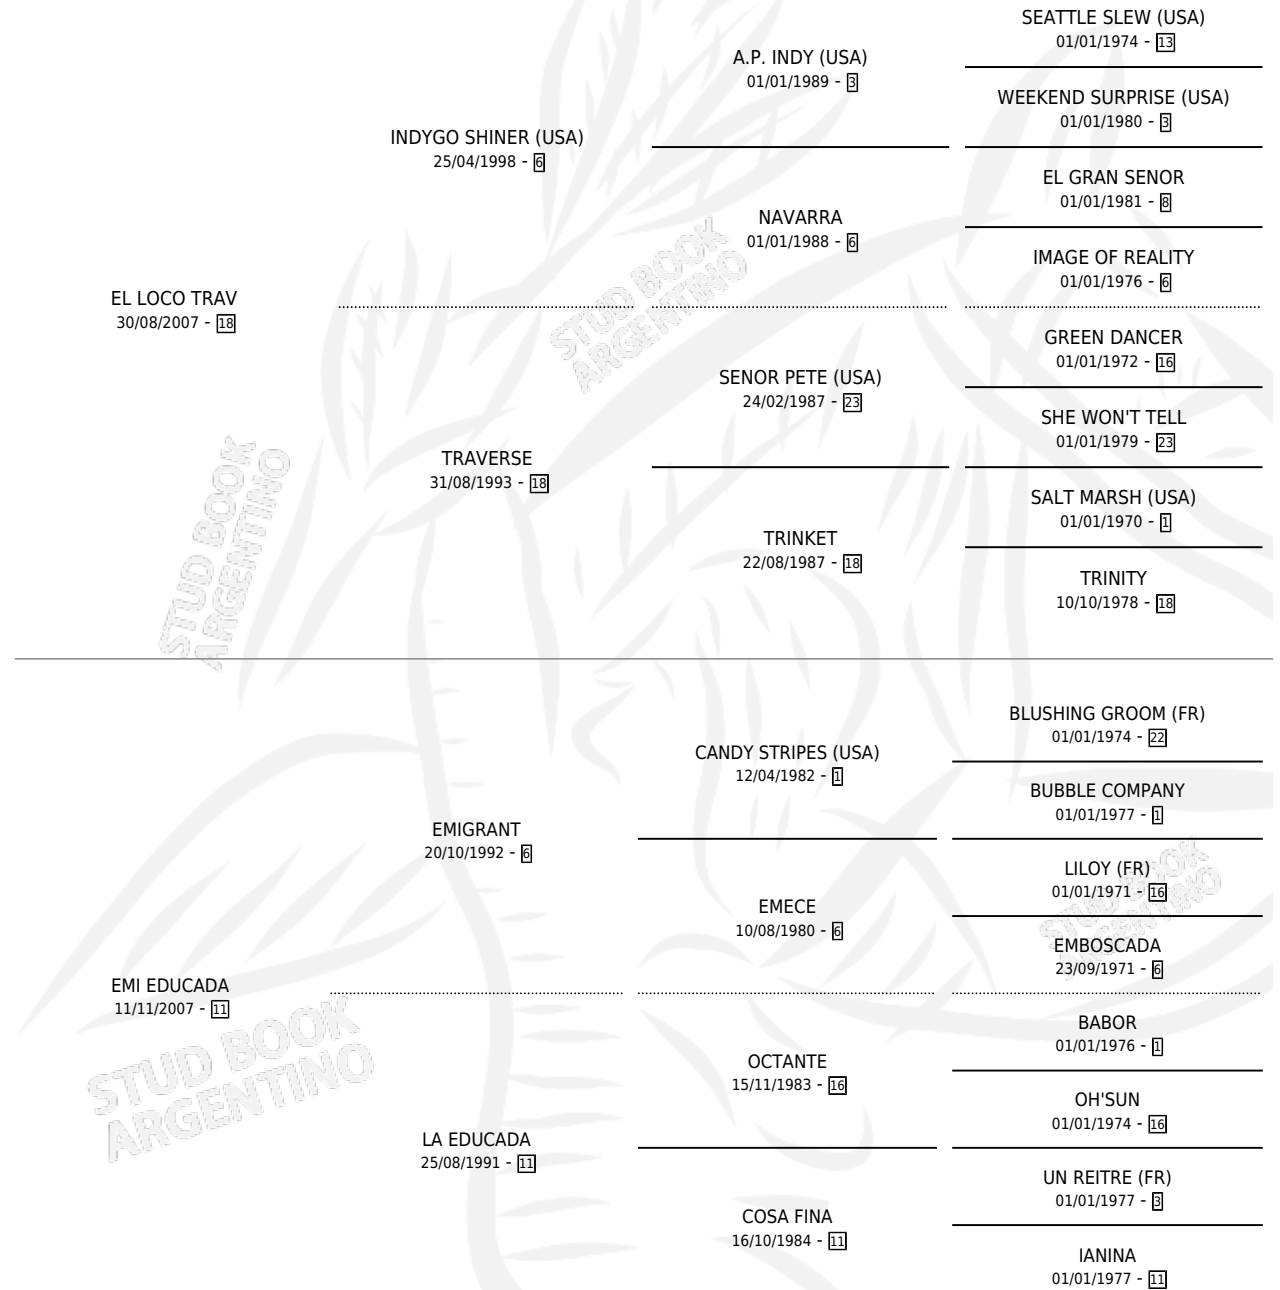 SEATTLE SLEW (USA)
01/01/1974 - 13
A.P. INDY (USA)
01/01/1989 - 3
WEEKEND SURPRISE (USA)
01/01/1980 - 3
INDYGO SHINER (USA)
25/04/1998 - 6
EL GRAN SENOR
01/01/1981 - 8
NAVARRA
01/01/1988 - 6
IMAGE OF REALITY
01/01/1976 - 6
EL LOCO TRAV
30/08/2007 - 18
GREEN DANCER
01/01/1972 - 16
SENOR PETE (USA)
24/02/1987 - 23
SHE WON'T TELL
01/01/1979 - 23
TRAVERSE
31/08/1993 - 18
SALT MARSH (USA)
01/01/1970 - 1
TRINKET
22/08/1987 - 18
TRINITY
10/10/1978 - 18
BLUSHING GROOM (FR)
01/01/1974 - 22
CANDY STRIPES (USA)
12/04/1982 - 1
BUBBLE COMPANY
01/01/1977 - 1
EMIGRANT
20/10/1992 - 6
LILOY (FR)
01/01/1971 - 16
EMECE
10/08/1980 - 6
EMBOSCADA
23/09/1971 - 6
EMI EDUCADA
11/11/2007 - 11
BABOR
01/01/1976 - 1
OCTANTE
15/11/1983 - 16
OH'SUN
01/01/1974 - 16
LA EDUCADA
25/08/1991 - 11
UN REITRE (FR)
01/01/1977 - 3
COSA FINA
16/10/1984 - 11
IANINA
01/01/1977 - 11
STUD BOOK
ARGENTINO
STUD BOOK
ARGENTINO
STUD BOOK
ARGENTINO
STUD BOOK
ARGENTINO